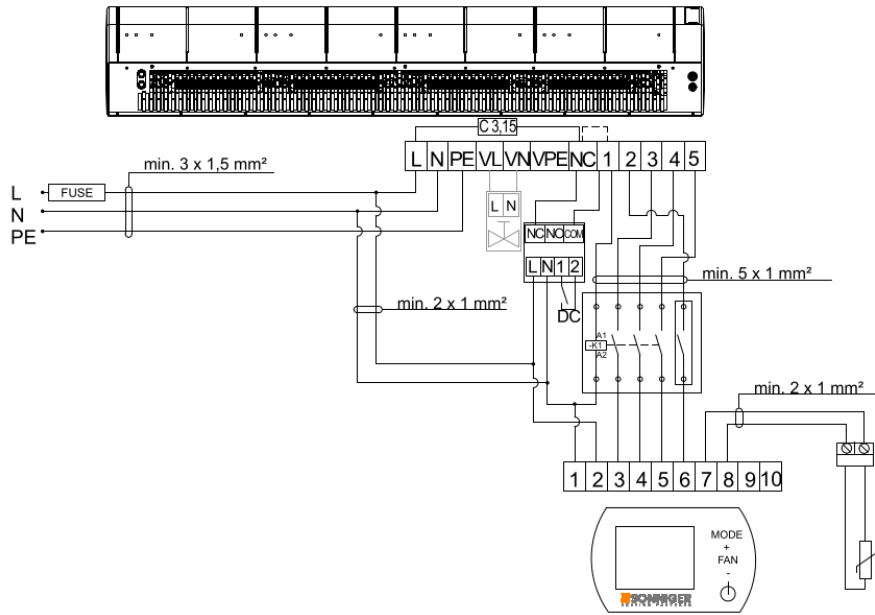 C 3,15
L N PE VL VN VPE NC 1 2 3 4 5
min. 3 x 1,5 mm²
L FUSE
N
PE
L N
NC NO COM
L N 1 2
DC
min. 5 x 1 mm²
min. 2 x 1 mm²
A1
-K1
A2
min. 2 x 1 mm²
1 2 3 4 5 6 7 8 9 10
MODE
+
FAN
-
SONNIGER